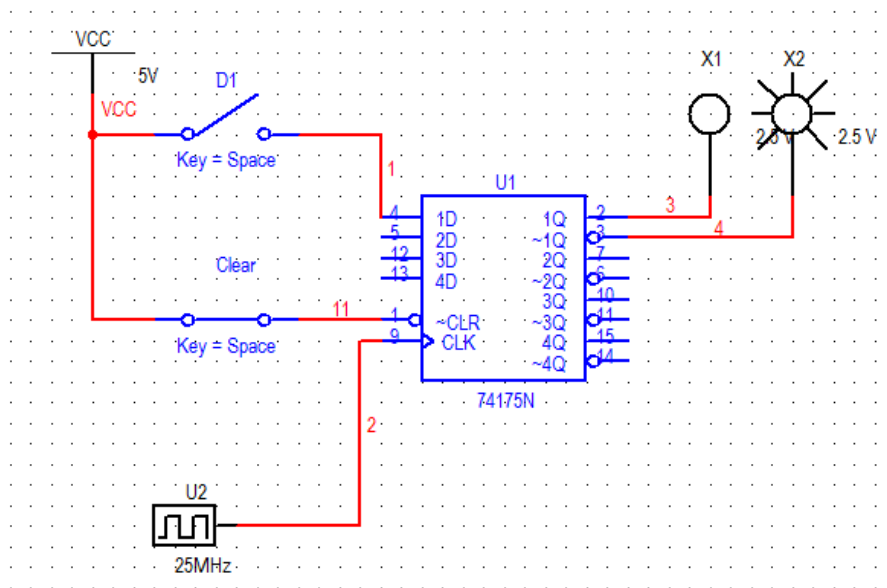 VCC
5V
VCC
D1
Key = Space
1
X1
X2
2.5 V
2.5 V
U1
4 1D
5 2D
12 3D
13 4D
1 ~CLR
9 CLK
1Q 2
~1Q 3
2Q 7
~2Q 6
3Q 10
~3Q 11
4Q 15
~4Q 14
3
4
Clear
11
Key = Space
74175N
2
U2
25MHz